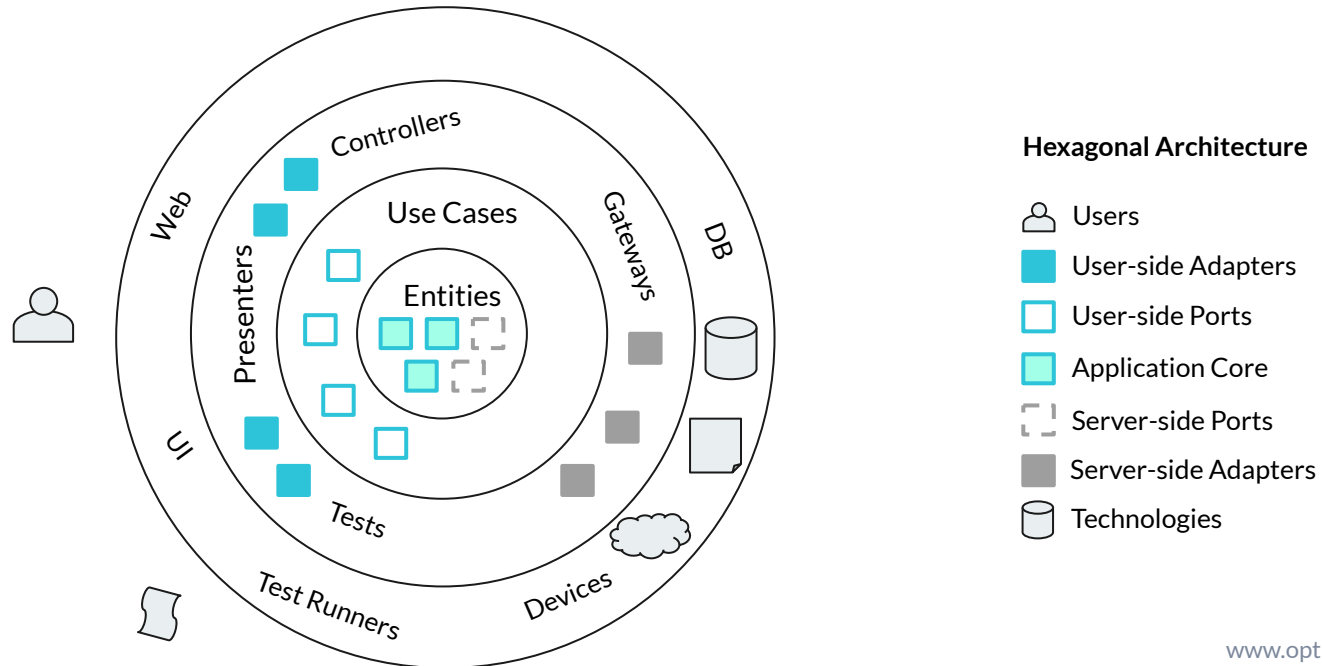 Controllers
Web
Use Cases
Gateways
DB
Presenters
Entities
UI
Tests
Test Runners
Devices
Hexagonal Architecture
Users
User-side Adapters
User-side Ports
Application Core
Server-side Ports
Server-side Adapters
Technologies
www.opt